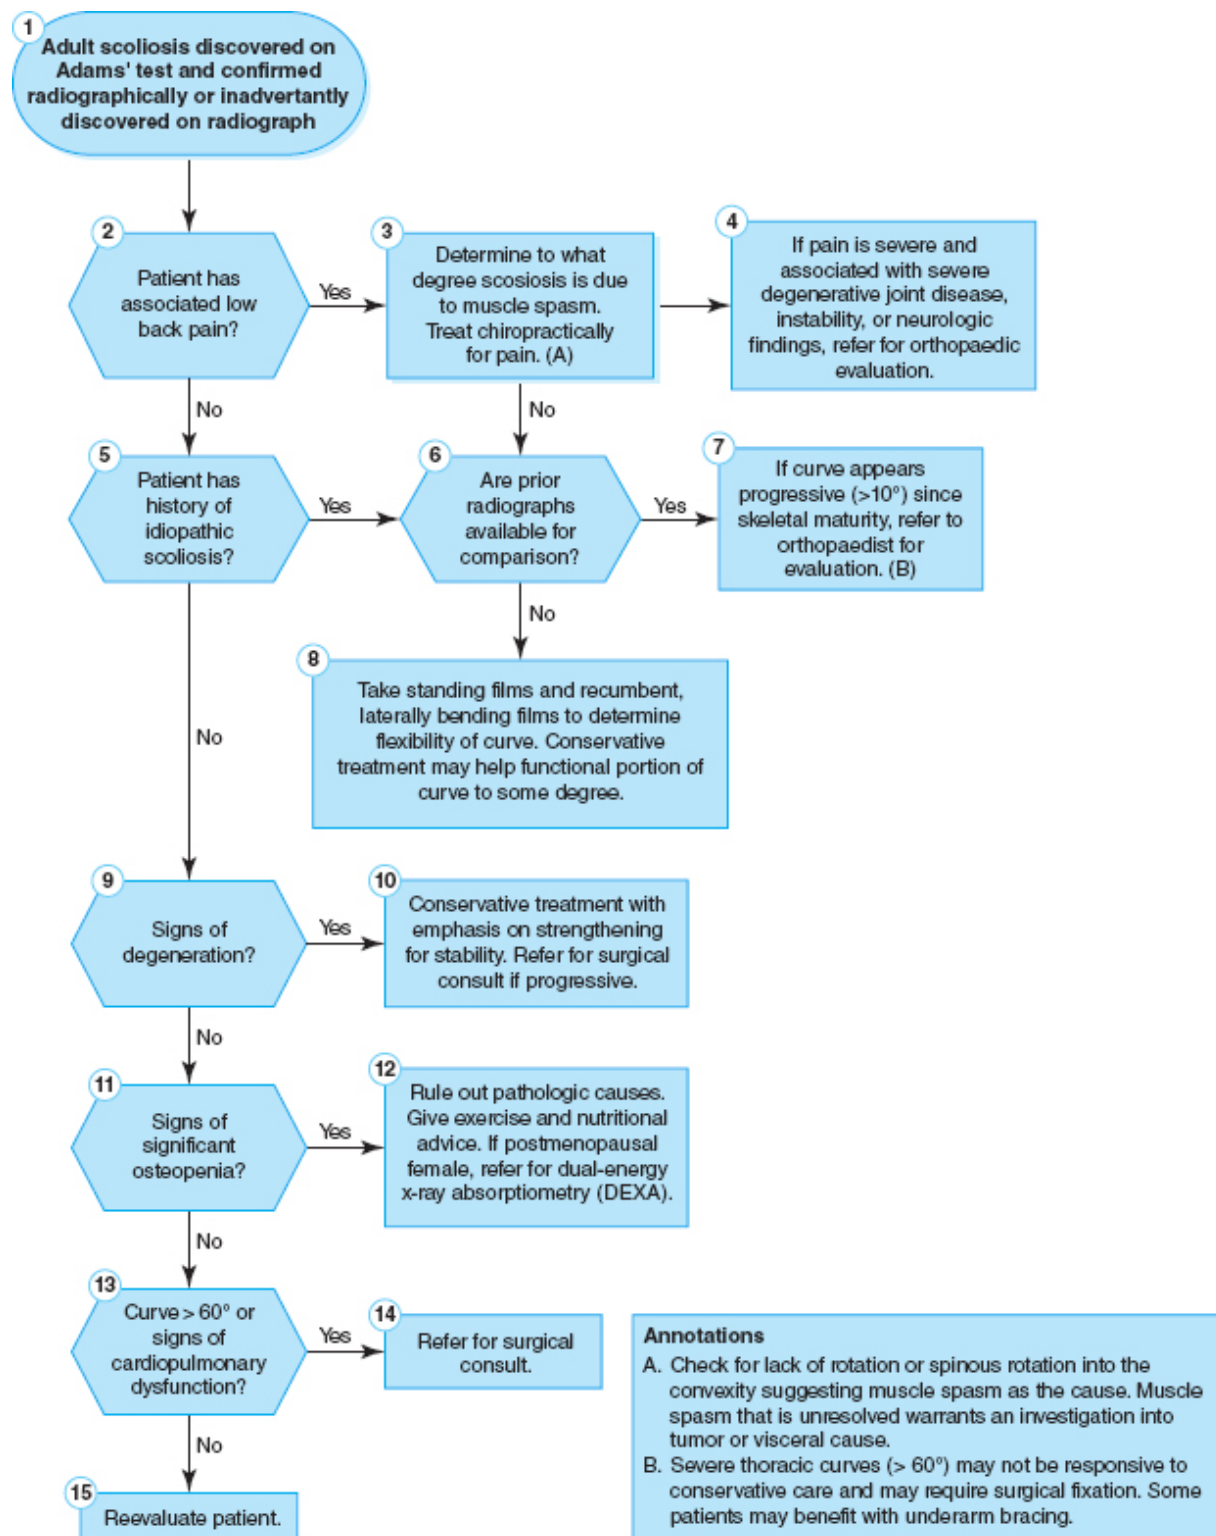 1
Adult scoliosis discovered on
Adams' test and confirmed
radiographically or inadvertantly
discovered on radiograph
2
Patient has
associated low
back pain?
Yes
3
Determine to what
degree scosiosis is due
to muscle spasm.
Treat chiropractically
for pain. (A)
4
If pain is severe and
associated with severe
degenerative joint disease,
instability, or neurologic
findings, refer for orthopaedic
evaluation.
No
No
5
Patient has
history of
idiopathic
scoliosis?
Yes
6
Are prior
radiographs
available for
comparison?
Yes
7
If curve appears
progressive (>10°) since
skeletal maturity, refer to
orthopaedist for
evaluation. (B)
No
No
8
Take standing films and recumbent,
laterally bending films to determine
flexibility of curve. Conservative
treatment may help functional portion of
curve to some degree.
9
Signs of
degeneration?
Yes
10
Conservative treatment with
emphasis on strengthening
for stability. Refer for surgical
consult if progressive.
No
11
Signs of
significant
osteopenia?
Yes
12
Rule out pathologic causes.
Give exercise and nutritional
advice. If postmenopausal
female, refer for dual-energy
x-ray absorptiometry (DEXA).
No
13
Curve > 60° or
signs of
cardiopulmonary
dysfunction?
Yes
14
Refer for surgical
consult.
No
15
Reevaluate patient.
Annotations
A. Check for lack of rotation or spinous rotation into the
convexity suggesting muscle spasm as the cause. Muscle
spasm that is unresolved warrants an investigation into
tumor or visceral cause.
B. Severe thoracic curves (> 60°) may not be responsive to
conservative care and may require surgical fixation. Some
patients may benefit with underarm bracing.